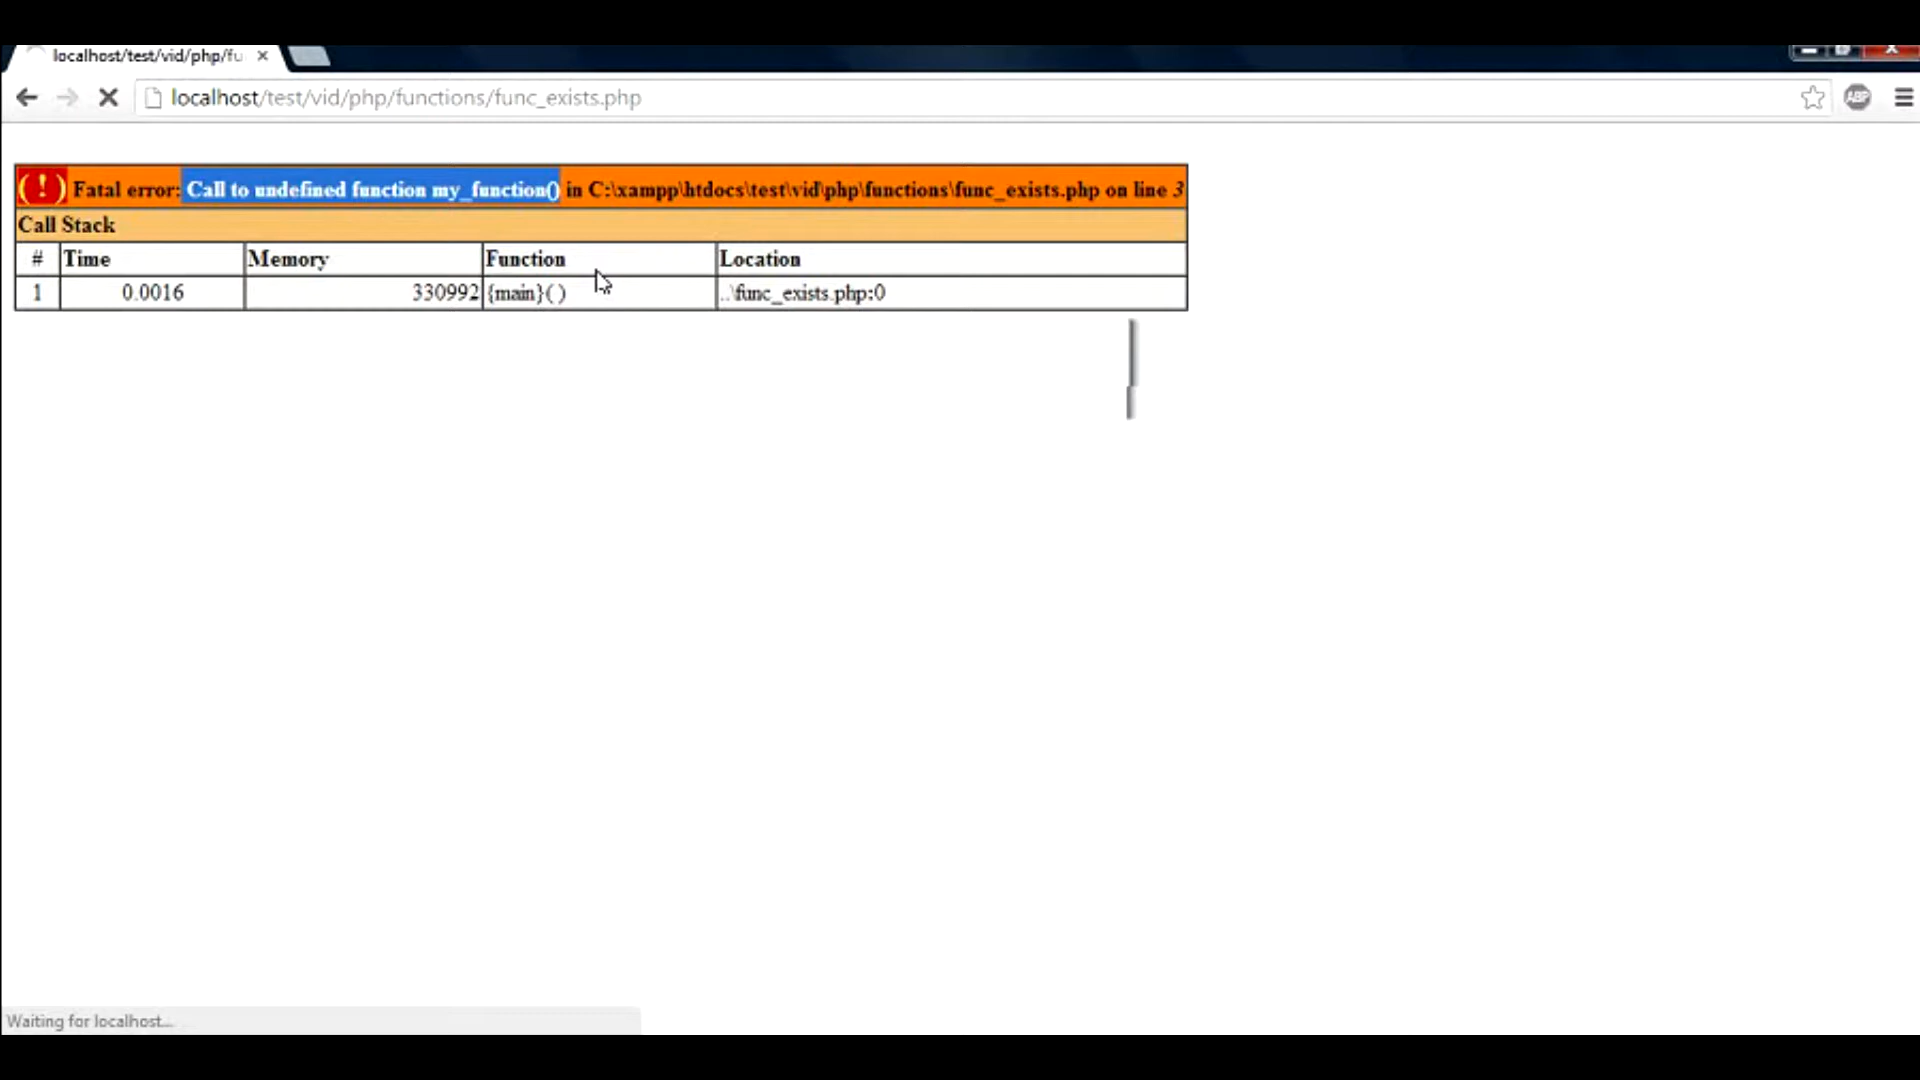 localhost/test/vid/php/fu
localhost/test/vid/php/functions/func_exists.php
ABP
( ! ) Fatal error: Call to undefined function my_function() in C:\xampp\htdocs\test\vid\php\functions\func_exists.php on line 3
Call Stack
# Time Memory Function Location
1 0.0016 330992 {main}( ) ..\func_exists.php:0
Waiting for localhost...